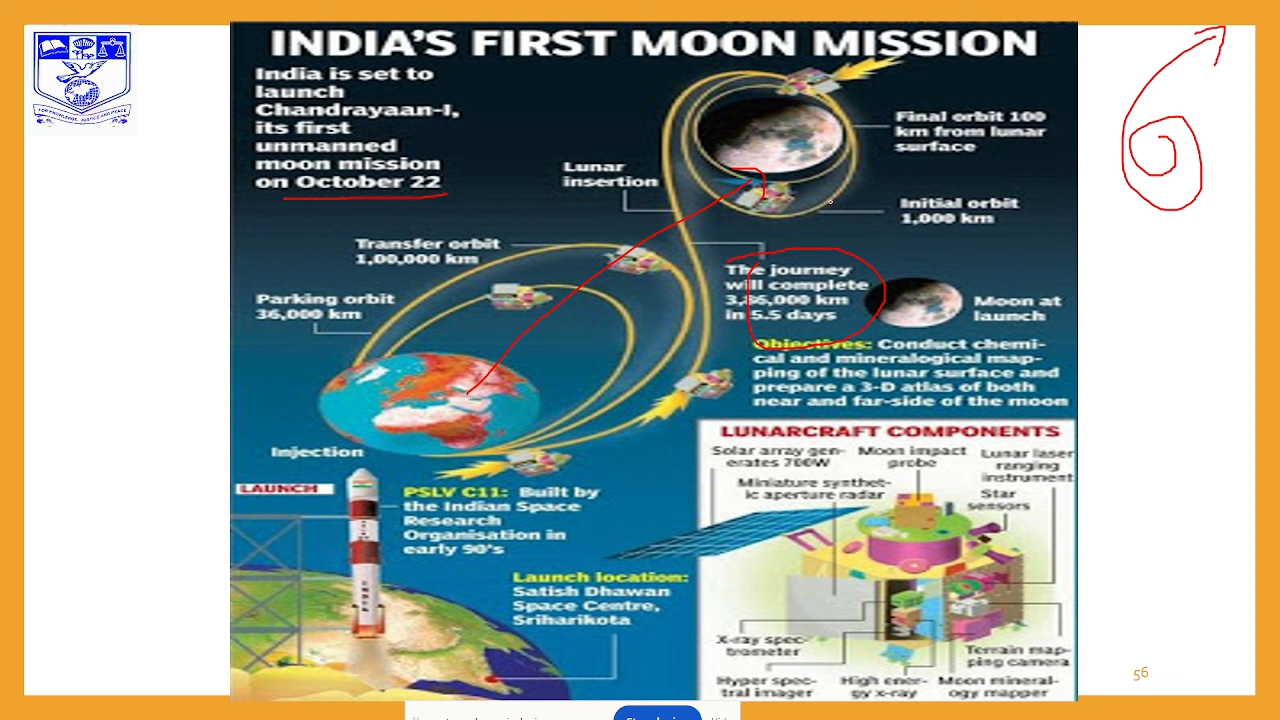 INDIA'S FIRST MOON MISSION
India is set to
launch
Chandrayaan-I,
its first
unmanned
moon mission
on October 22
Final orbit 100
km from lunar
surface
Lunar
insertion
Initial orbit
1,000 km
Transfer orbit
1,00,000 km
Parking orbit
36,000 km
The journey
will complete
3,86,000 km
in 5.5 days
Moon at
launch
Objectives: Conduct chemi-
cal and mineralogical map-
ping of the lunar surface and
prepare a 3-D atlas of both
near and far-side of the moon
Injection
LAUNCH
PSLV C11: Built by
the Indian Space
Research
Organisation in
early 90's
Launch location:
Satish Dhawan
Space Centre,
Sriharikota
LUNARCRAFT COMPONENTS
Solar array gen-
erates 700W
Moon impact
probe
Lunar laser
ranging
instrument
Miniature synthet-
ic aperture radar
Star
sensors
X-ray spec-
trometer
Terrain map-
ping camera
Hyper spec-
tral imager
High ener-
gy x-ray
Moon mineral-
ogy mapper
56